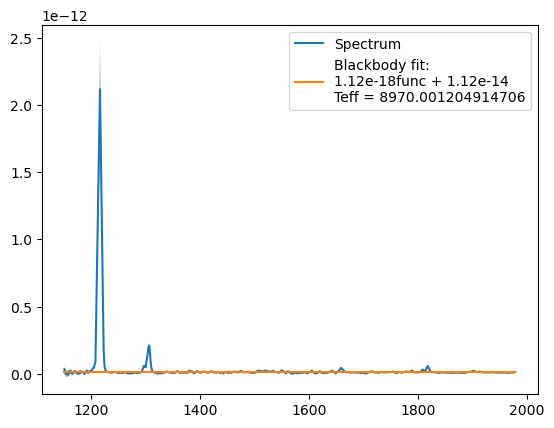 1e−12
2.5
2.0
1.5
1.0
0.5
0.0
1200
1400
1600
1800
2000
Spectrum
Blackbody fit:
1.12e-18func + 1.12e-14
Teff = 8970.001204914706